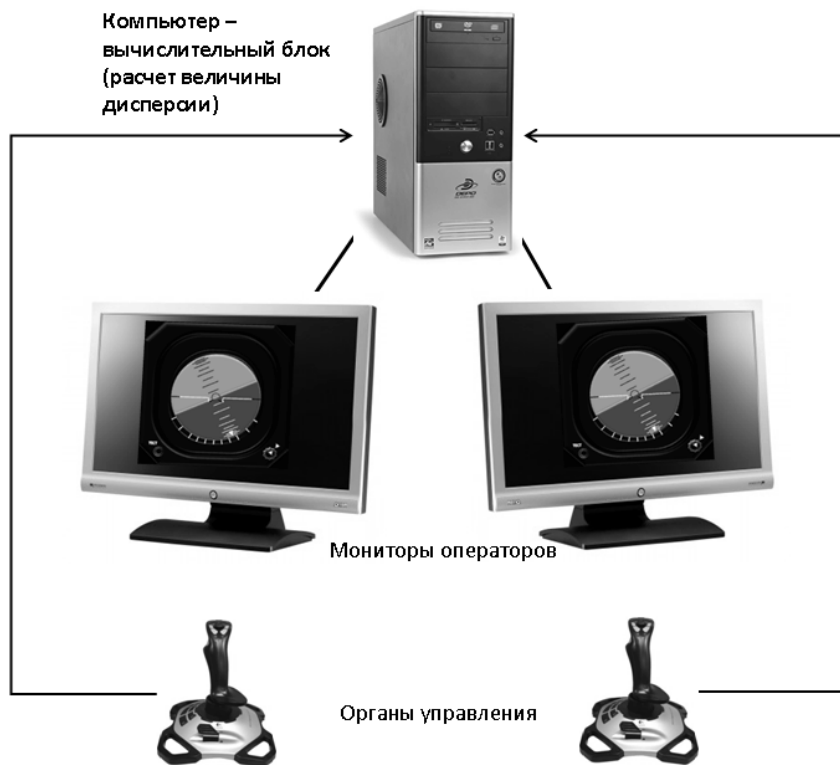 Компьютер –
вычислительный блок
(расчет величины
дисперсии)
Мониторы операторов
Органы управления